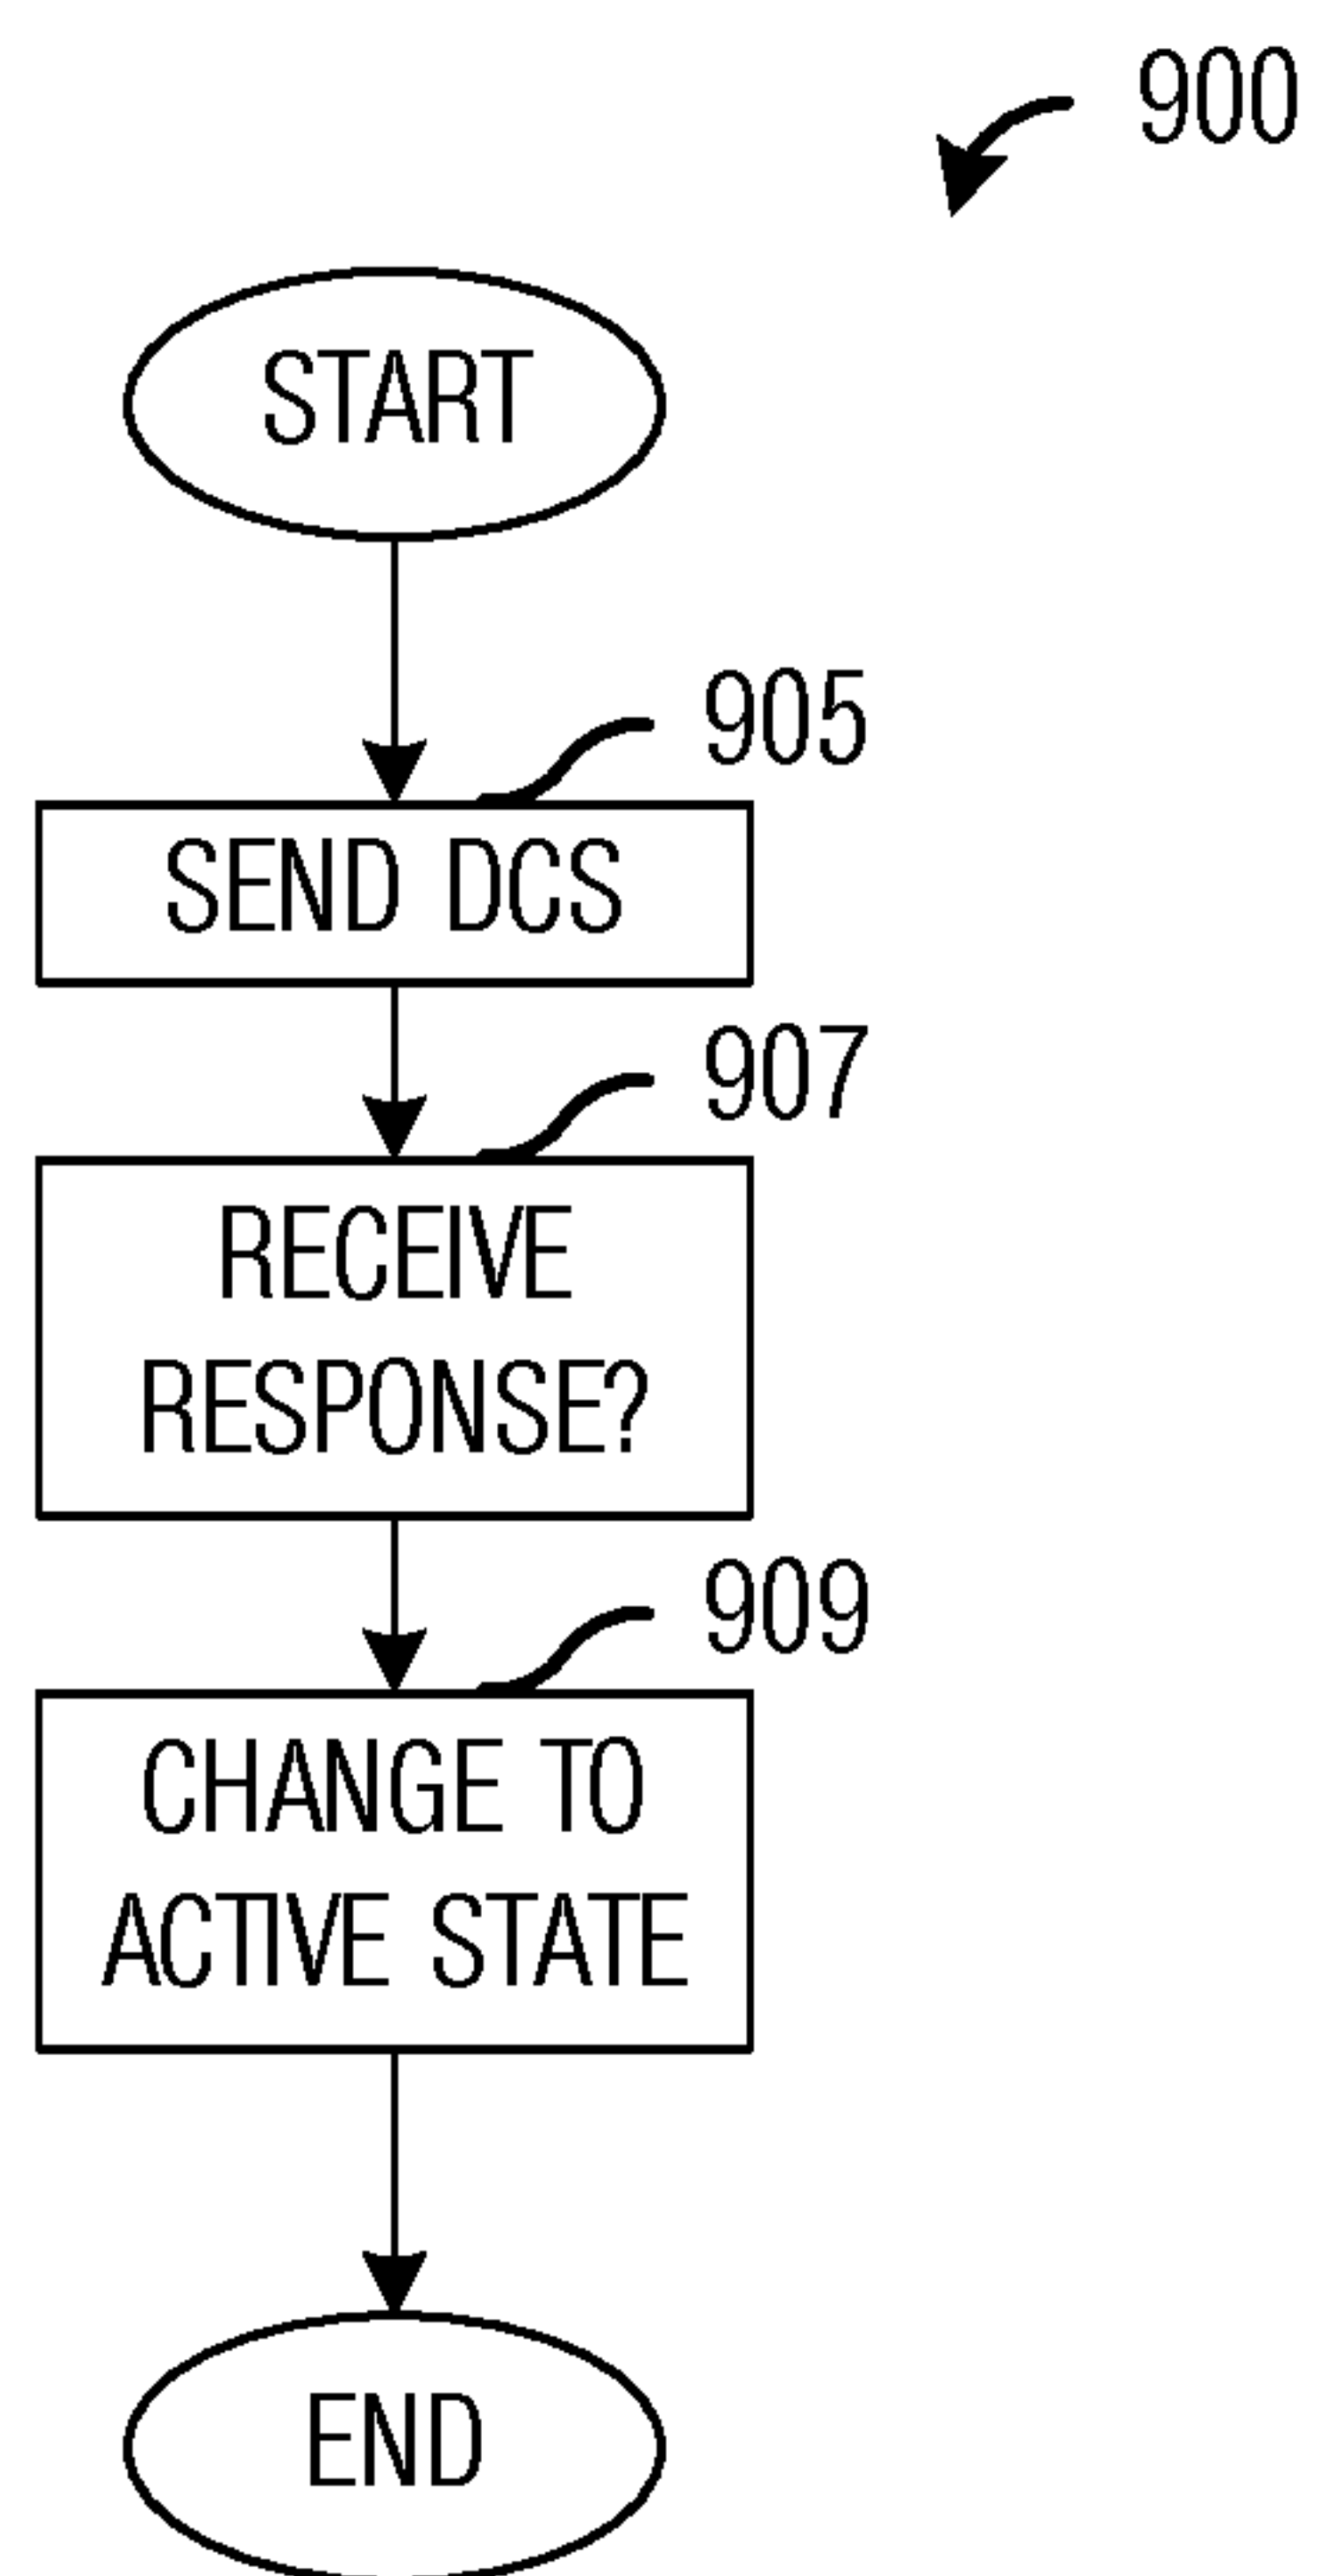 900
START
905
SEND DCS
907
RECEIVE
RESPONSE?
909
CHANGE TO
ACTIVE STATE
END